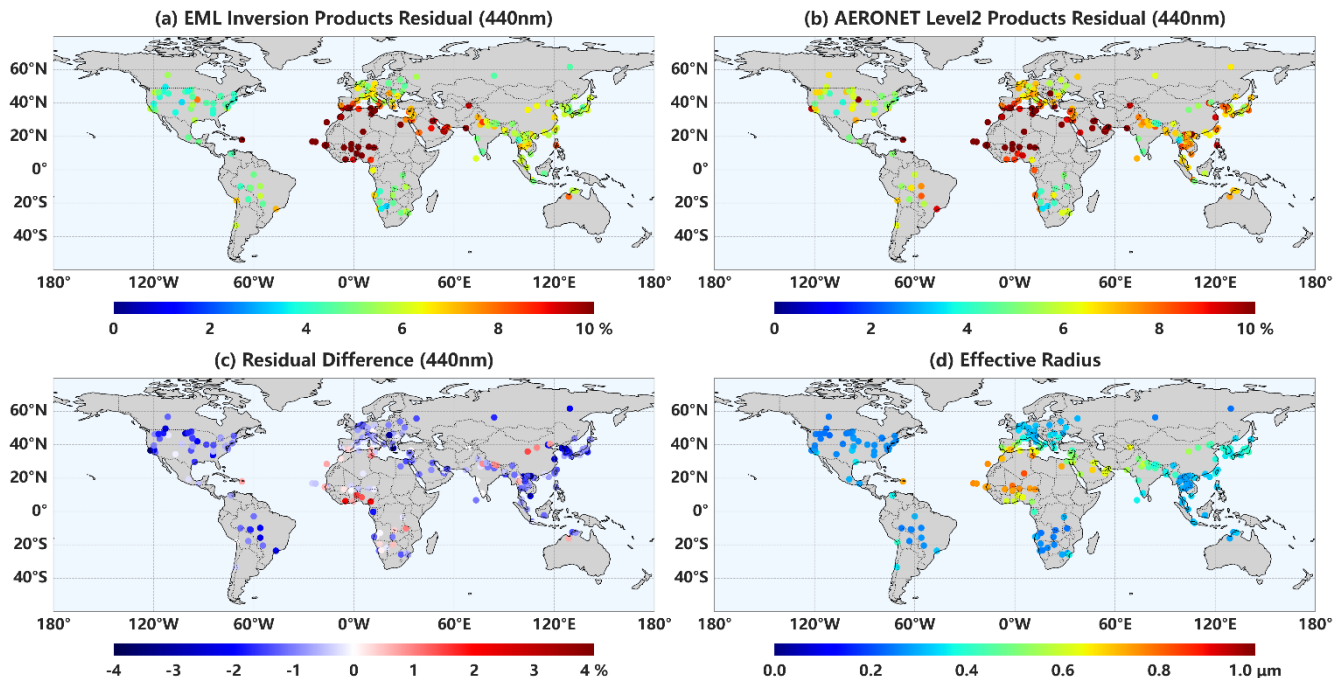 (a) EML Inversion Products Residual (440nm)
60°N
40°N
20°N
0°
20°S
40°S
180° 120°W 60°W 0°W 60°E 120°E 180°
0 2 4 6 8 10 %
(b) AERONET Level2 Products Residual (440nm)
60°N
40°N
20°N
0°
20°S
40°S
180° 120°W 60°W 0°W 60°E 120°E 180°
0 2 4 6 8 10 %
(c) Residual Difference (440nm)
60°N
40°N
20°N
0°
20°S
40°S
180° 120°W 60°W 0°W 60°E 120°E 180°
-4 -3 -2 -1 0 1 2 3 4 %
(d) Effective Radius
60°N
40°N
20°N
0°
20°S
40°S
180° 120°W 60°W 0°W 60°E 120°E 180°
0.0 0.2 0.4 0.6 0.8 1.0 μm